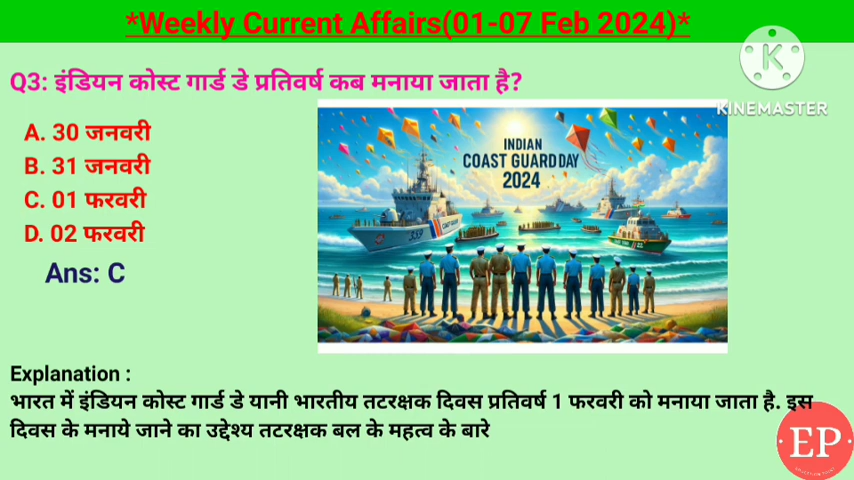 *Weekly Current Affairs(01-07 Feb 2024)*
Q3: इंडियन कोस्ट गार्ड डे प्रतिवर्ष कब मनाया जाता है?
K
KINEMASTER
A. 30 जनवरी
B. 31 जनवरी
C. 01 फरवरी
D. 02 फरवरी
Ans: C
INDIAN
COAST GUARD DAY
2024
Explanation :
भारत में इंडियन कोस्ट गार्ड डे यानी भारतीय तटरक्षक दिवस प्रतिवर्ष 1 फरवरी को मनाया जाता है. इस
दिवस के मनाये जाने का उद्देश्य तटरक्षक बल के महत्व के बारे
EP